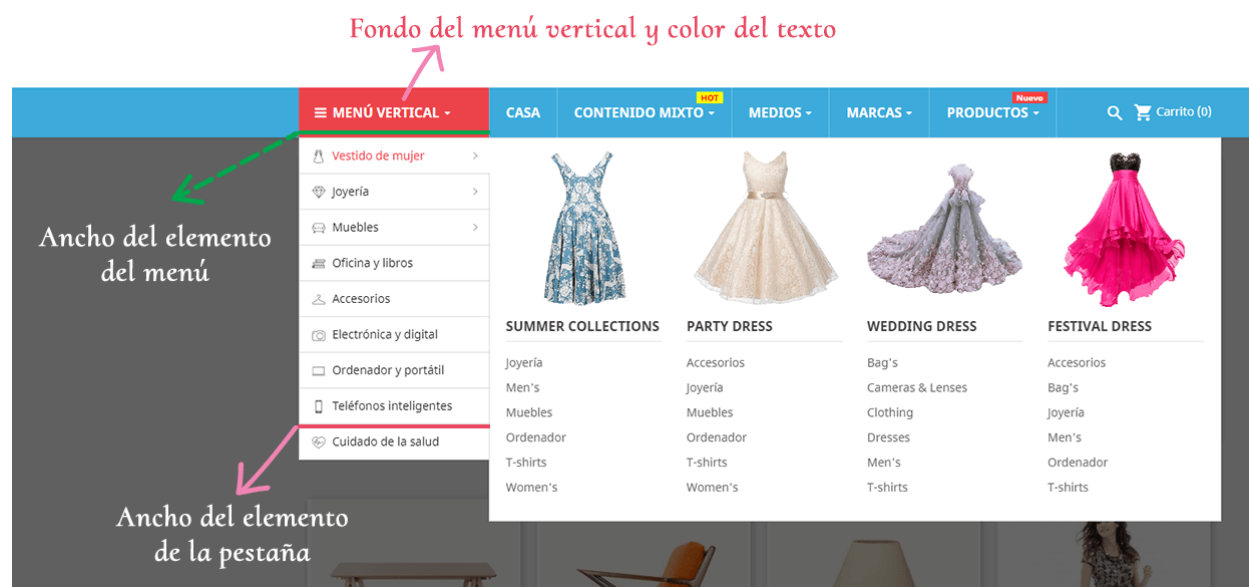 Fondo del menú vertical y color del texto
HOT
Nuevo
MENÚ VERTICAL
CASA
CONTENIDO MIXTO
MEDIOS
MARCAS
PRODUCTOS
Carrito (0)
Vestido de mujer
Joyería
Muebles
Oficina y libros
Accesorios
Electrónica y digital
Ordenador y portátil
Teléfonos inteligentes
Cuidado de la salud
Ancho del elemento
del menú
Ancho del elemento
de la pestaña
SUMMER COLLECTIONS
Joyería
Men's
Muebles
Ordenador
T-shirts
Women's
PARTY DRESS
Accesorios
Joyería
Muebles
Ordenador
T-shirts
Women's
WEDDING DRESS
Bag's
Cameras & Lenses
Clothing
Dresses
Men's
T-shirts
FESTIVAL DRESS
Accesorios
Bag's
Joyería
Men's
Ordenador
T-shirts